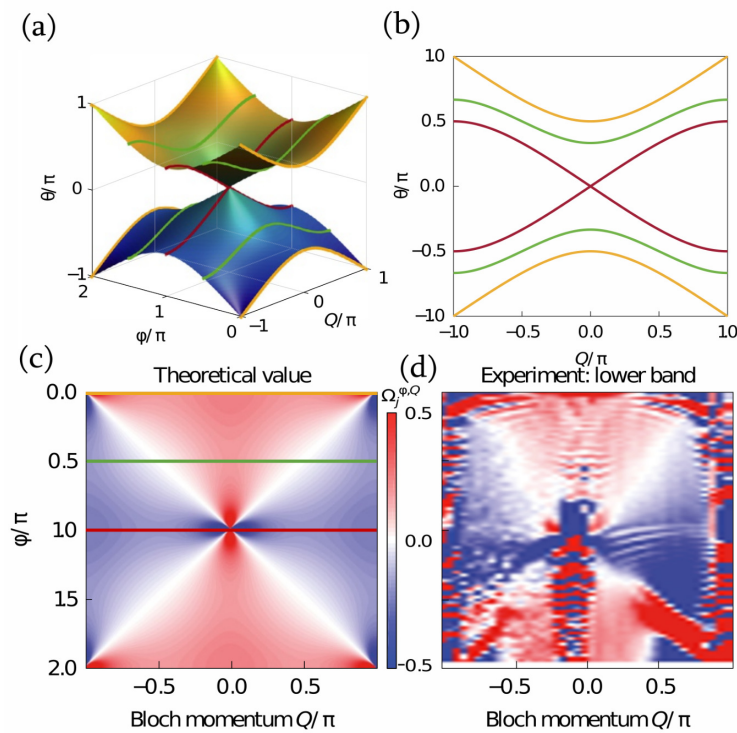 (a)
(b)
1
0
−1
θ/π
2
1
0
φ/π
−1
0
1
Q/π
10
0.5
0.0
−0.5
−10
θ/π
−10
−0.5
0.0
0.5
10
Q/π
(c)
Theoretical value
(d)
Experiment: lower band
0.0
0.5
10
15
2.0
φ/π
−0.5
0.0
0.5
Bloch momentum Q/π
Ω_j^φ,Q
0.5
0.0
−0.5
−0.5
0.0
0.5
Bloch momentum Q/π